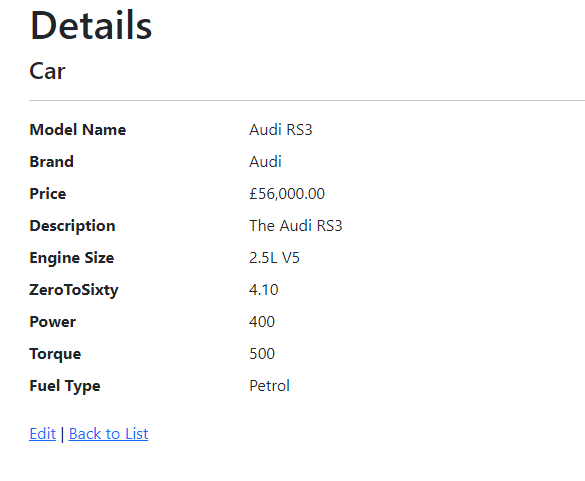 Details
Car
Model Name Audi RS3
Brand Audi
Price £56,000.00
Description The Audi RS3
Engine Size 2.5L V5
ZeroToSixty 4.10
Power 400
Torque 500
Fuel Type Petrol
Edit | Back to List